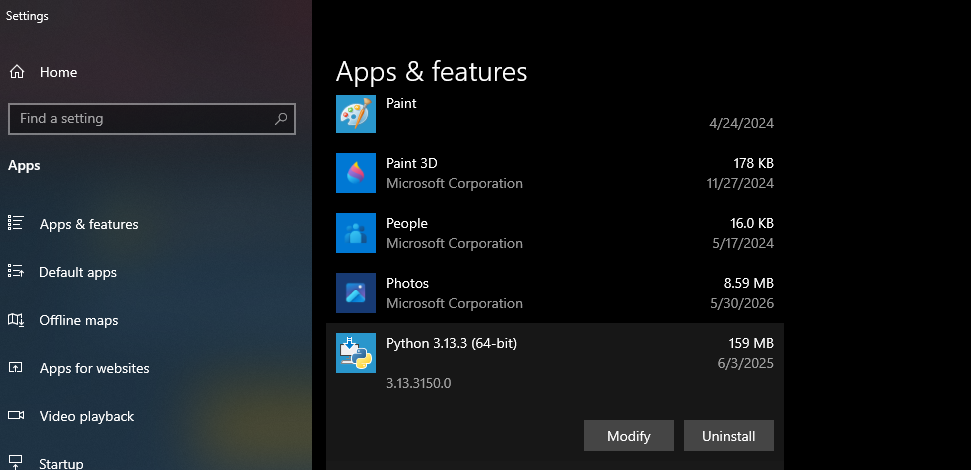 Settings
Home
Find a setting
Apps
Apps & features
Default apps
Offline maps
Apps for websites
Video playback
Startup
Apps & features
Paint
4/24/2024
Paint 3D 178 KB
Microsoft Corporation 11/27/2024
People 16.0 KB
Microsoft Corporation 5/17/2024
Photos 8.59 MB
Microsoft Corporation 5/30/2026
Python 3.13.3 (64-bit) 159 MB
6/3/2025
3.13.3150.0
Modify Uninstall